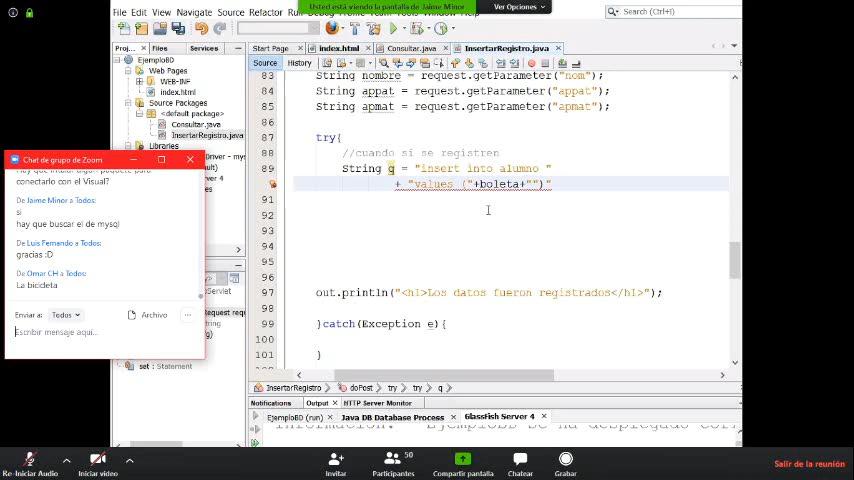 Usted está viendo la pantalla de Jaime Minor
Ver Opciones
File Edit View Navigate Source Refactor
Search (Ctrl+I)
Proj...
Files
Services
Start Page
index.html
Consultar.java
InsertarRegistro.java
Source
History
EjemploBD
Web Pages
WEB-INF
index.html
Source Packages
<default package>
Consultar.java
InsertarRegistro.java
Libraries
83 String nombre = request.getParameter("nom");
84 String appat = request.getParameter("appat");
85 String apmat = request.getParameter("apmat");
86
87 try{
88 //cuando si se registren
89 String q = "insert into alumno "
+ "values ("+boleta+"")"
91
92
93
94
95
96
97 out.println("<h1>Los datos fueron registrados</h1>");
98
99 }catch(Exception e){
100
101 }
Chat de grupo de Zoom
conectarlo con el Visual?
De Jaime Minor a Todos:
si
hay que buscar el de mysql
De Luis Fernando a Todos:
gracias :D
De Omar CH a Todos:
La bicicleta
Enviar a: Todos
Archivo
Escribir mensaje aquí...
set : Statement
InsertarRegistro
doPost
try
try
q
Notifications
Output
HTTP Server Monitor
EjemploBD (run)
Java DB Database Process
GlassFish Server 4
Re-Iniciar Audio
Iniciar video
Invitar
50
Participantes
Compartir pantalla
Chatear
Grabar
Salir de la reunión